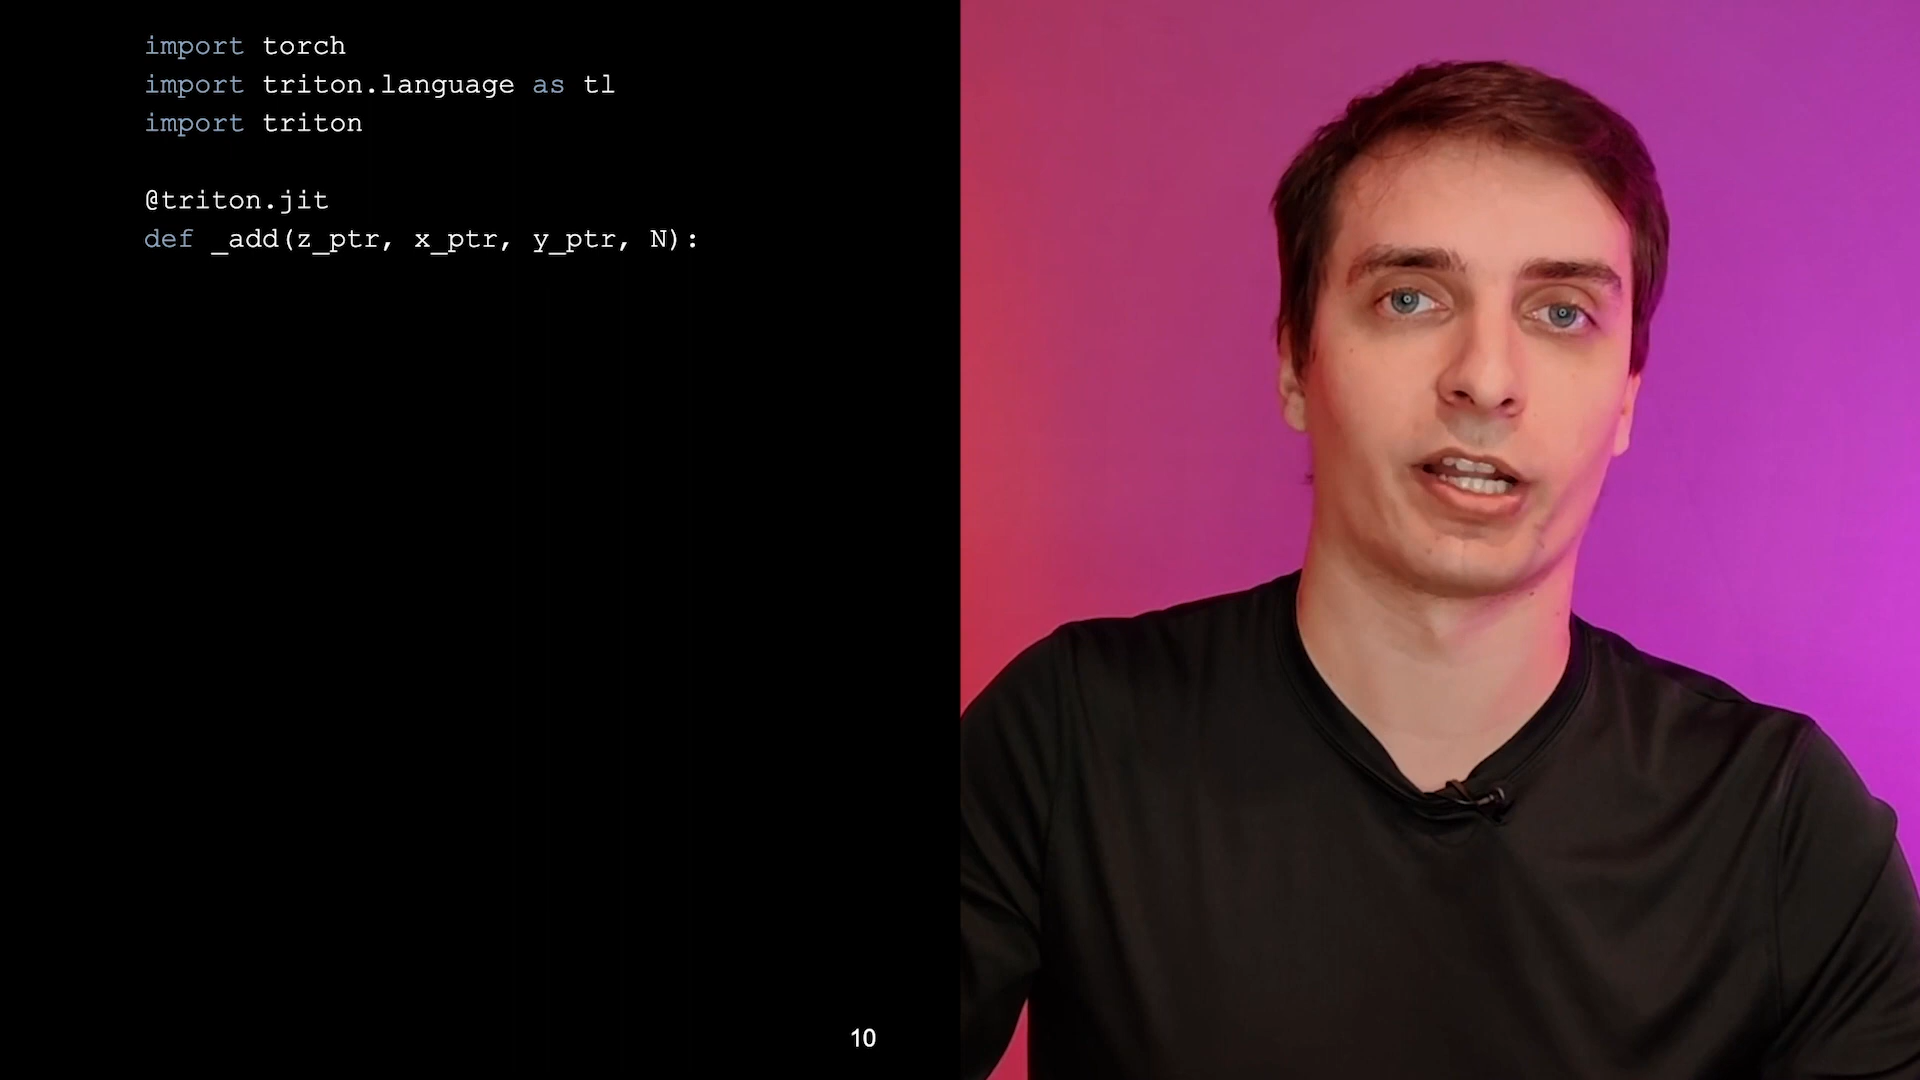 import torch
import triton.language as tl
import triton
@triton.jit
def _add(z_ptr, x_ptr, y_ptr, N):
10